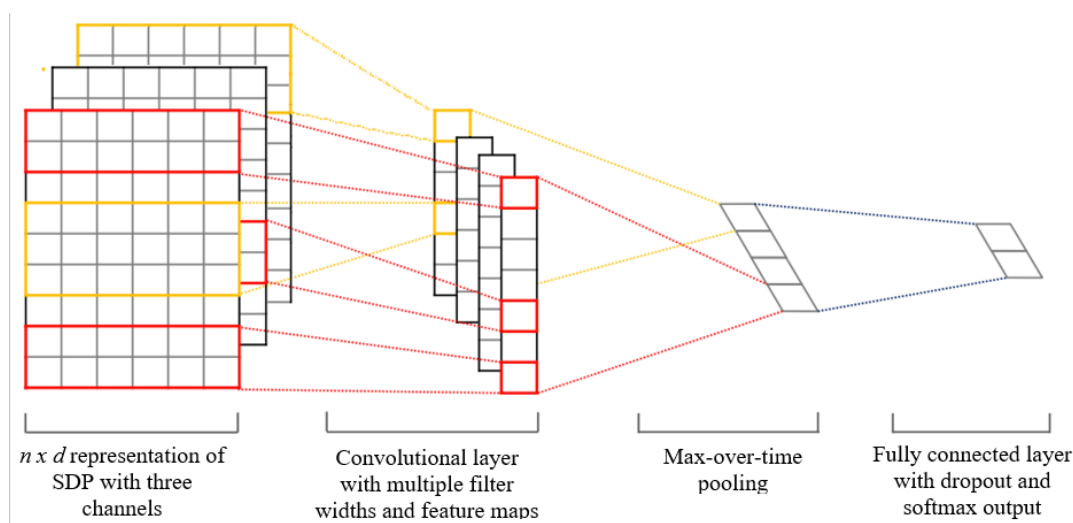 n x d representation of
SDP with three
channels
Convolutional layer
with multiple filter
widths and feature maps
Max-over-time
pooling
Fully connected layer
with dropout and
softmax output